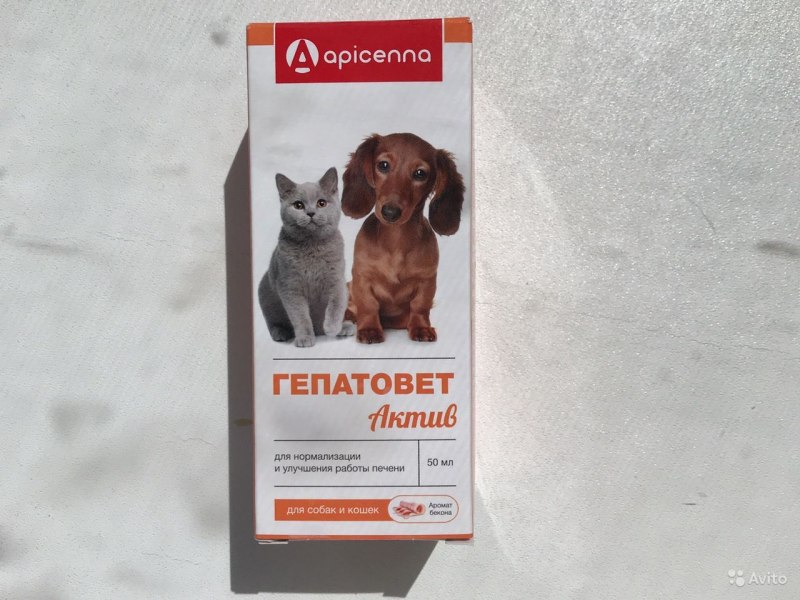 apicenna
ГЕПАТОВЕТ
Актив
для нормализации
и улучшения работы печени
50 мл
для собак и кошек
Аромат
бекона
Avito